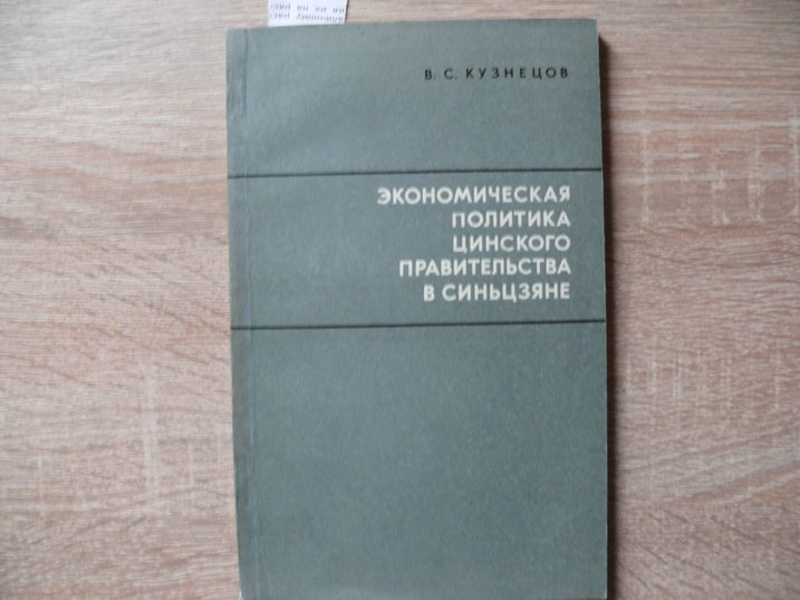 В. С. КУЗНЕЦОВ
ЭКОНОМИЧЕСКАЯ
ПОЛИТИКА
ЦИНСКОГО
ПРАВИТЕЛЬСТВА
В СИНЬЦЗЯНЕ